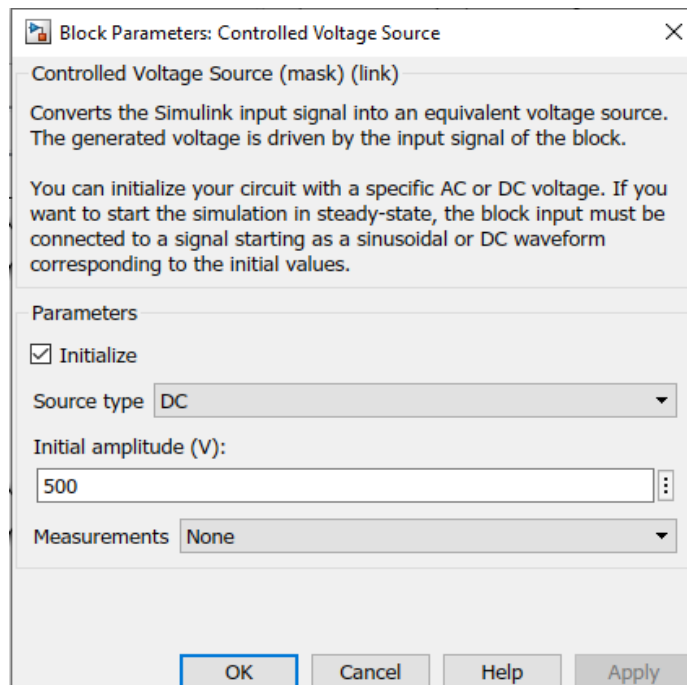 Block Parameters: Controlled Voltage Source
Controlled Voltage Source (mask) (link)
Converts the Simulink input signal into an equivalent voltage source.
The generated voltage is driven by the input signal of the block.
You can initialize your circuit with a specific AC or DC voltage. If you
want to start the simulation in steady-state, the block input must be
connected to a signal starting as a sinusoidal or DC waveform
corresponding to the initial values.
Parameters
Initialize
Source type DC
Initial amplitude (V):
500
Measurements None
OK Cancel Help Apply